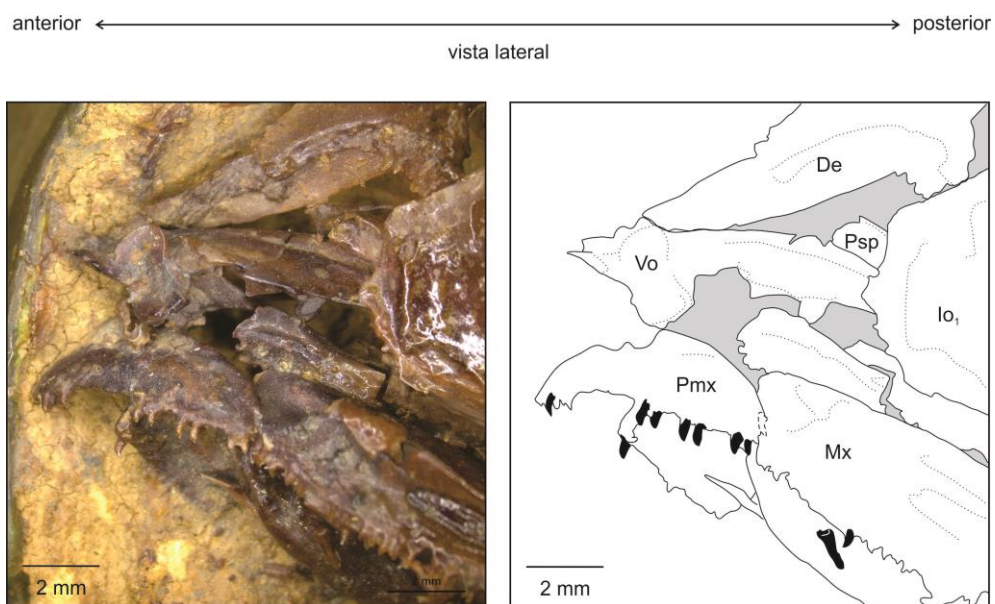 anterior posterior
vista lateral
2 mm
2 mm
De
Psp
Vo
Io₁
Pmx
Mx
2 mm